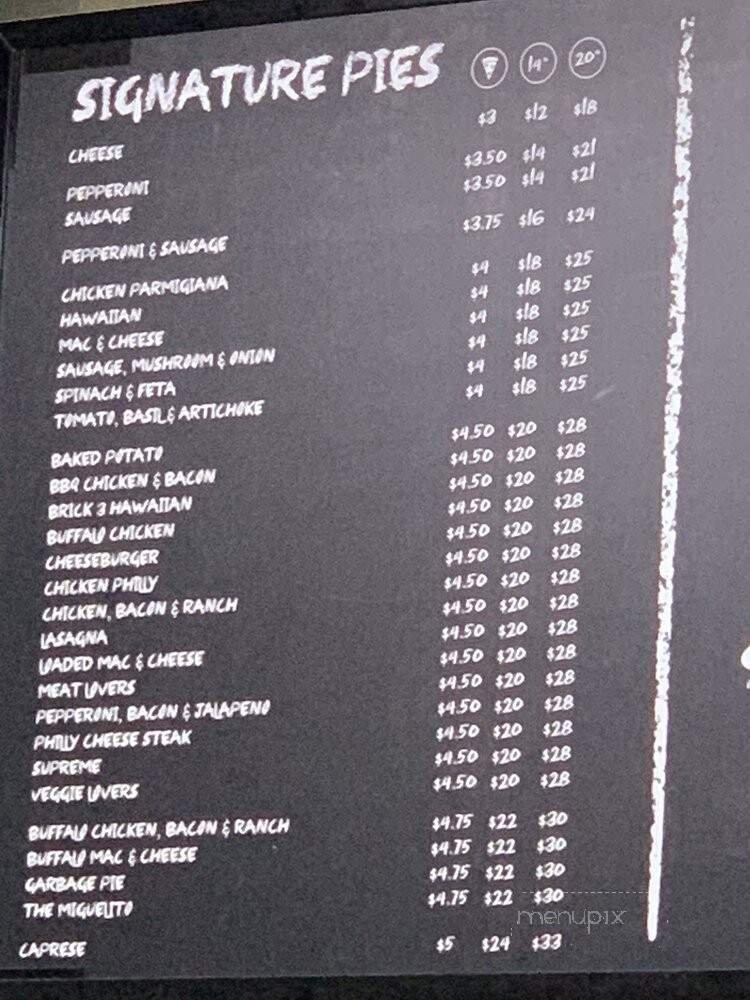 SIGNATURE PIES 14" 20"
CHEESE $3 $12 $18
PEPPERONI $3.50 $14 $21
SAUSAGE $3.50 $14 $21
PEPPERONI & SAUSAGE $3.75 $16 $24
CHICKEN PARMIGIANA $4 $18 $25
HAWAIIAN $4 $18 $25
MAC & CHEESE $4 $18 $25
SAUSAGE, MUSHROOM & ONION $4 $18 $25
SPINACH & FETA $4 $18 $25
TOMATO, BASIL & ARTICHOKE $4 $18 $25
BAKED POTATO $4.50 $20 $28
BBQ CHICKEN & BACON $4.50 $20 $28
BRICK 3 HAWAIIAN $4.50 $20 $28
BUFFALO CHICKEN $4.50 $20 $28
CHEESEBURGER $4.50 $20 $28
CHICKEN PHILLY $4.50 $20 $28
CHICKEN, BACON & RANCH $4.50 $20 $28
LASAGNA $4.50 $20 $28
LOADED MAC & CHEESE $4.50 $20 $28
MEAT LOVERS $4.50 $20 $28
PEPPERONI, BACON & JALAPENO $4.50 $20 $28
PHILLY CHEESE STEAK $4.50 $20 $28
SUPREME $4.50 $20 $28
VEGGIE LOVERS $4.50 $20 $28
BUFFALO CHICKEN, BACON & RANCH $4.75 $22 $30
BUFFALO MAC & CHEESE $4.75 $22 $30
GARBAGE PIE $4.75 $22 $30
THE MIGUELITO $4.75 $22 $30
menupix
CAPRESE $5 $24 $33